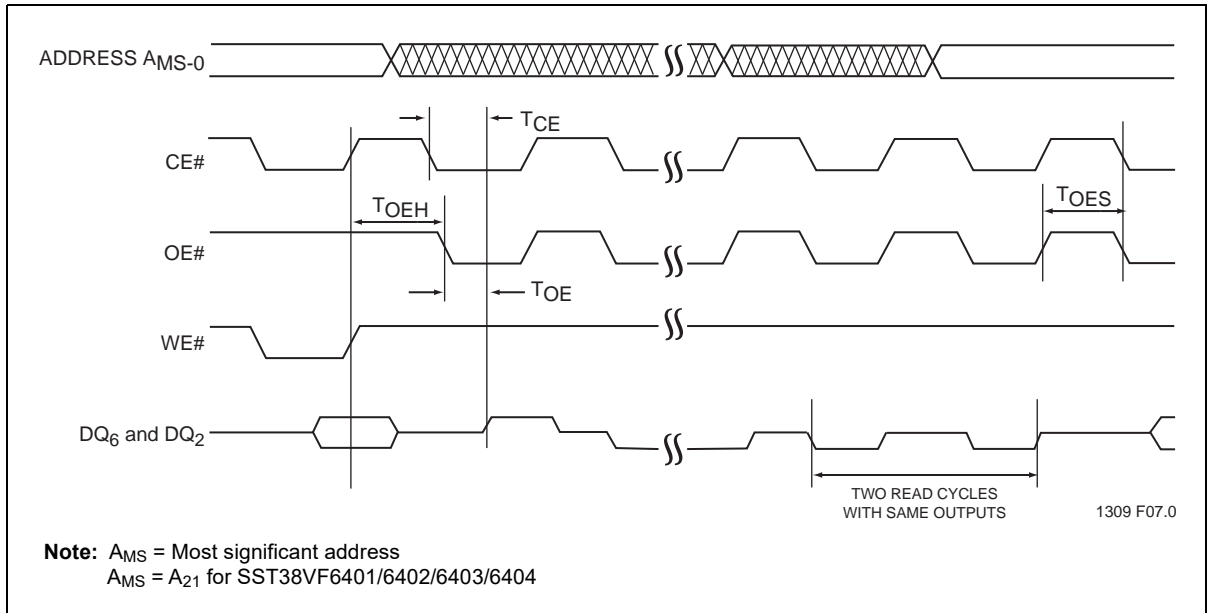 ADDRESS AMS-0
TCE
CE#
TOEH
TOES
OE#
TOE
WE#
DQ6 and DQ2
TWO READ CYCLES
WITH SAME OUTPUTS
1309 F07.0
Note: AMS = Most significant address
AMS = A21 for SST38VF6401/6402/6403/6404